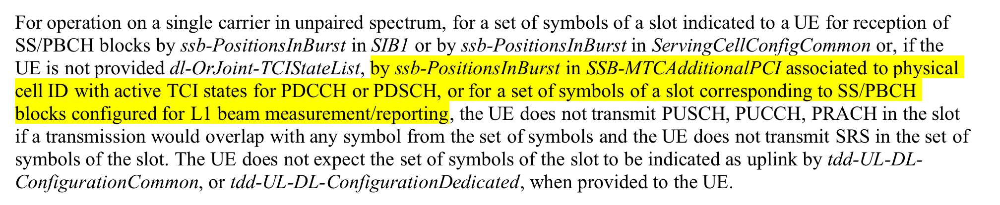 For operation on a single carrier in unpaired spectrum, for a set of symbols of a slot indicated to a UE for reception of
SS/PBCH blocks by ssb-PositionsInBurst in SIB1 or by ssb-PositionsInBurst in ServingCellConfigCommon or, if the
UE is not provided dl-OrJoint-TCIStateList, by ssb-PositionsInBurst in SSB-MTCAdditionalPCI associated to physical
cell ID with active TCI states for PDCCH or PDSCH, or for a set of symbols of a slot corresponding to SS/PBCH
blocks configured for L1 beam measurement/reporting, the UE does not transmit PUSCH, PUCCH, PRACH in the slot
if a transmission would overlap with any symbol from the set of symbols and the UE does not transmit SRS in the set of
symbols of the slot. The UE does not expect the set of symbols of the slot to be indicated as uplink by tdd-UL-DL-
ConfigurationCommon, or tdd-UL-DL-ConfigurationDedicated, when provided to the UE.